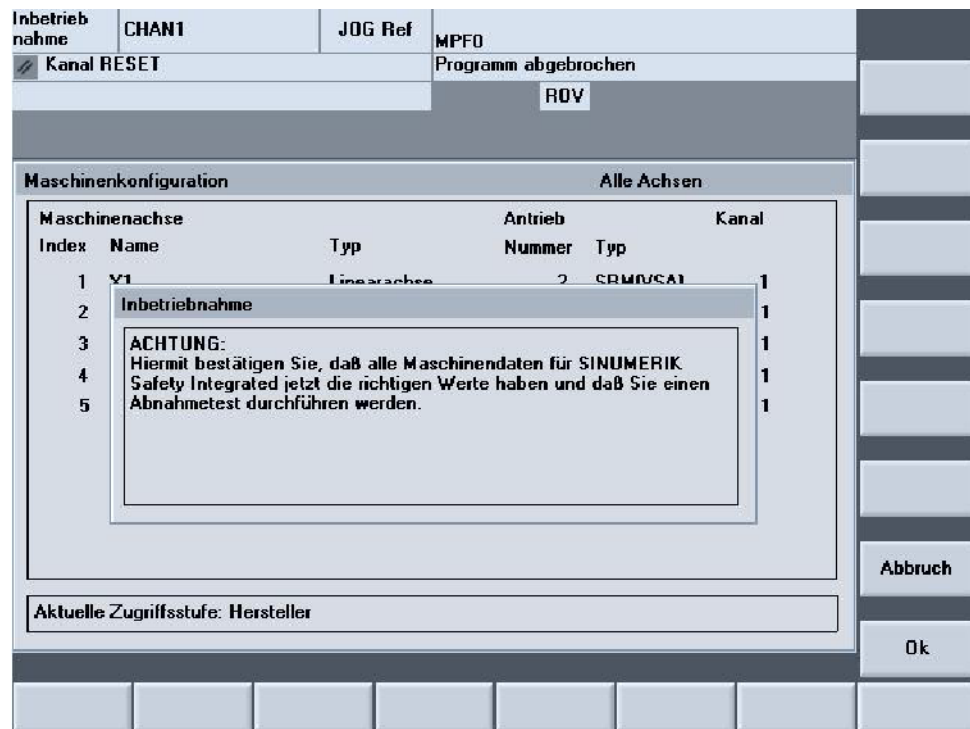 Inbetrieb
nahme
CHAN1
JOG Ref
MPF0
Kanal RESET
Programm abgebrochen
ROV
Maschinenkonfiguration
Alle Achsen
Maschinenachse Antrieb Kanal
Index Name Typ Nummer Typ
1 X1 Linearachse 2 SRM(VSA) 1
2 1
Inbetriebnahme
3 1
4 1
5 1
ACHTUNG:
Hiermit bestätigen Sie, daß alle Maschinendaten für SINUMERIK
Safety Integrated jetzt die richtigen Werte haben und daß Sie einen
Abnahmetest durchführen werden.
Aktuelle Zugriffsstufe: Hersteller
Abbruch
Ok